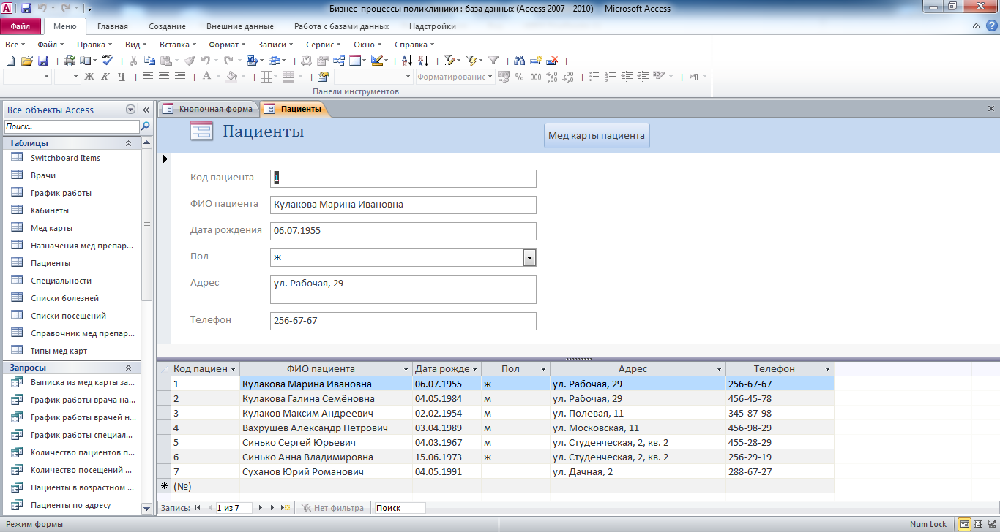 Бизнес-процессы поликлиники : база данных (Access 2007 - 2010) - Microsoft Access
Файл Меню Главная Создание Внешние данные Работа с базами данных Надстройки
Все Файл Правка Вид Вставка Формат Записи Сервис Окно Справка
Ж К Ч А Форматирование % 000
Панели инструментов
Все объекты Access
Поиск...
Таблицы
Switchboard Items
Врачи
График работы
Кабинеты
Мед карты
Назначения мед препар...
Пациенты
Специальности
Списки болезней
Списки посещений
Справочник мед препар...
Типы мед карт
Запросы
Выписка из мед карты за...
График работы врача на...
График работы врачей н...
График работы специал...
Количество пациентов п...
Количество посещений ...
Пациенты в возрастном ...
Пациенты по адресу
Кнопочная форма Пациенты
Пациенты Мед карты пациента
Код пациента 1
ФИО пациента Кулакова Марина Ивановна
Дата рождения 06.07.1955
Пол ж
Адрес ул. Рабочая, 29
Телефон 256-67-67
Код пациен ФИО пациента Дата рожде Пол Адрес Телефон
1 Кулакова Марина Ивановна 06.07.1955 ж ул. Рабочая, 29 256-67-67
2 Кулакова Галина Семёновна 04.05.1984 м ул. Рабочая, 29 456-45-78
3 Кулаков Максим Андреевич 02.02.1954 м ул. Полевая, 11 345-87-98
4 Вахрушев Александр Петрович 03.04.1989 м ул. Московская, 11 456-98-29
5 Синько Сергей Юрьевич 04.03.1967 м ул. Студенческая, 2, кв. 2 455-28-29
6 Синько Анна Владимировна 15.06.1973 ж ул. Студенческая, 2, кв. 2 256-29-19
7 Суханов Юрий Романович 04.05.1991 ул. Дачная, 2 288-67-27
(№)
Запись: 1 из 7 Нет фильтра Поиск
Режим формы Num Lock